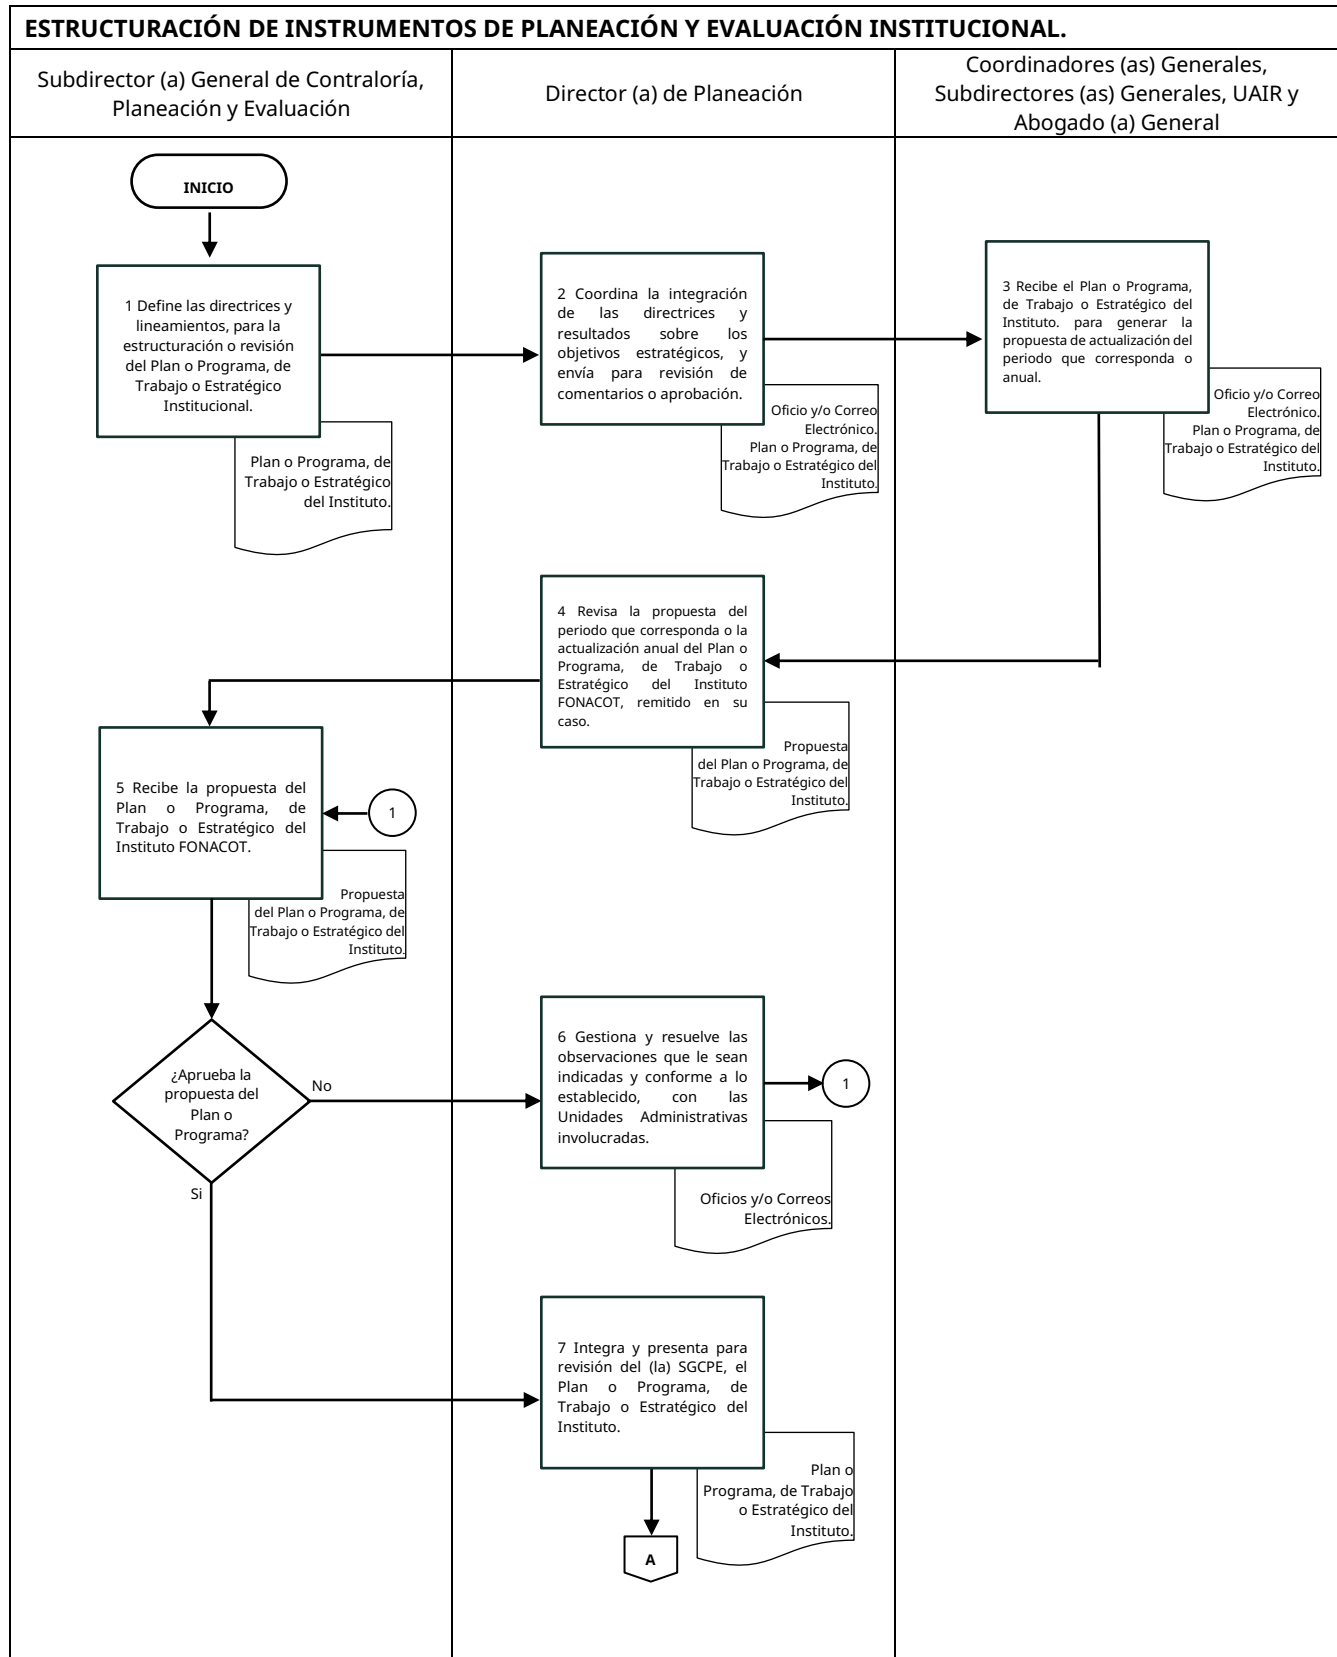 ESTRUCTURACIÓN DE INSTRUMENTOS DE PLANEACIÓN Y EVALUACIÓN INSTITUCIONAL.
Subdirector (a) General de Contraloría,
Planeación y Evaluación
Director (a) de Planeación
Coordinadores (as) Generales,
Subdirectores (as) Generales, UAIR y
Abogado (a) General
INICIO
1 Define las directrices y
lineamientos, para la
estructuración o revisión
del Plan o Programa, de
Trabajo o Estratégico
Institucional.
Plan o Programa, de
Trabajo o Estratégico
del Instituto.
2 Coordina la integración
de las directrices y
resultados sobre los
objetivos estratégicos, y
envía para revisión de
comentarios o aprobación.
Oficio y/o Correo
Electrónico.
Plan o Programa, de
Trabajo o Estratégico del
Instituto.
3 Recibe el Plan o Programa,
de Trabajo o Estratégico del
Instituto. para generar la
propuesta de actualización del
periodo que corresponda o
anual.
Oficio y/o Correo
Electrónico.
Plan o Programa, de
Trabajo o Estratégico del
Instituto.
4 Revisa la propuesta del
periodo que corresponda o la
actualización anual del Plan o
Programa, de Trabajo o
Estratégico del Instituto
FONACOT, remitido en su
caso.
Propuesta
del Plan o Programa, de
Trabajo o Estratégico del
Instituto.
5 Recibe la propuesta del
Plan o Programa, de
Trabajo o Estratégico del
Instituto FONACOT.
1
Propuesta
del Plan o Programa, de
Trabajo o Estratégico del
Instituto.
¿Aprueba la
propuesta del
Plan o
Programa?
No
Si
6 Gestiona y resuelve las
observaciones que le sean
indicadas y conforme a lo
establecido, con las
Unidades Administrativas
involucradas.
1
Oficios y/o Correos
Electrónicos.
7 Integra y presenta para
revisión del (la) SGCPE, el
Plan o Programa, de
Trabajo o Estratégico del
Instituto.
Plan o
Programa, de Trabajo
o Estratégico del
Instituto.
A